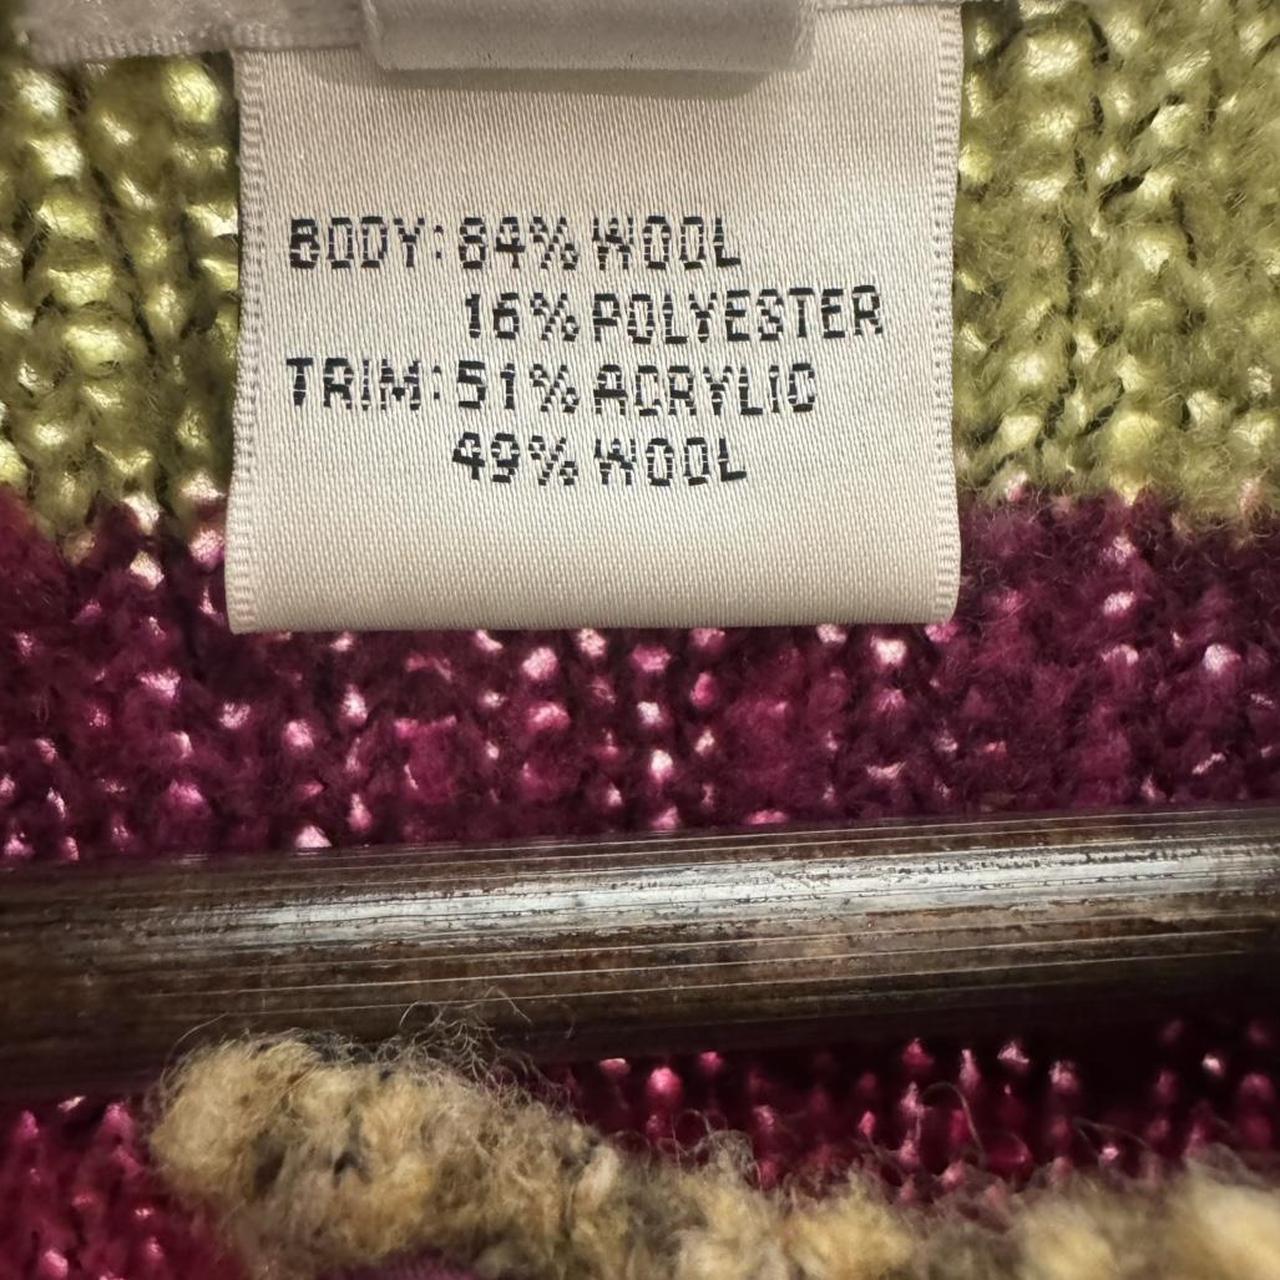 BODY: 84% WOOL
16% POLYESTER
TRIM: 51% ACRYLIC
49% WOOL